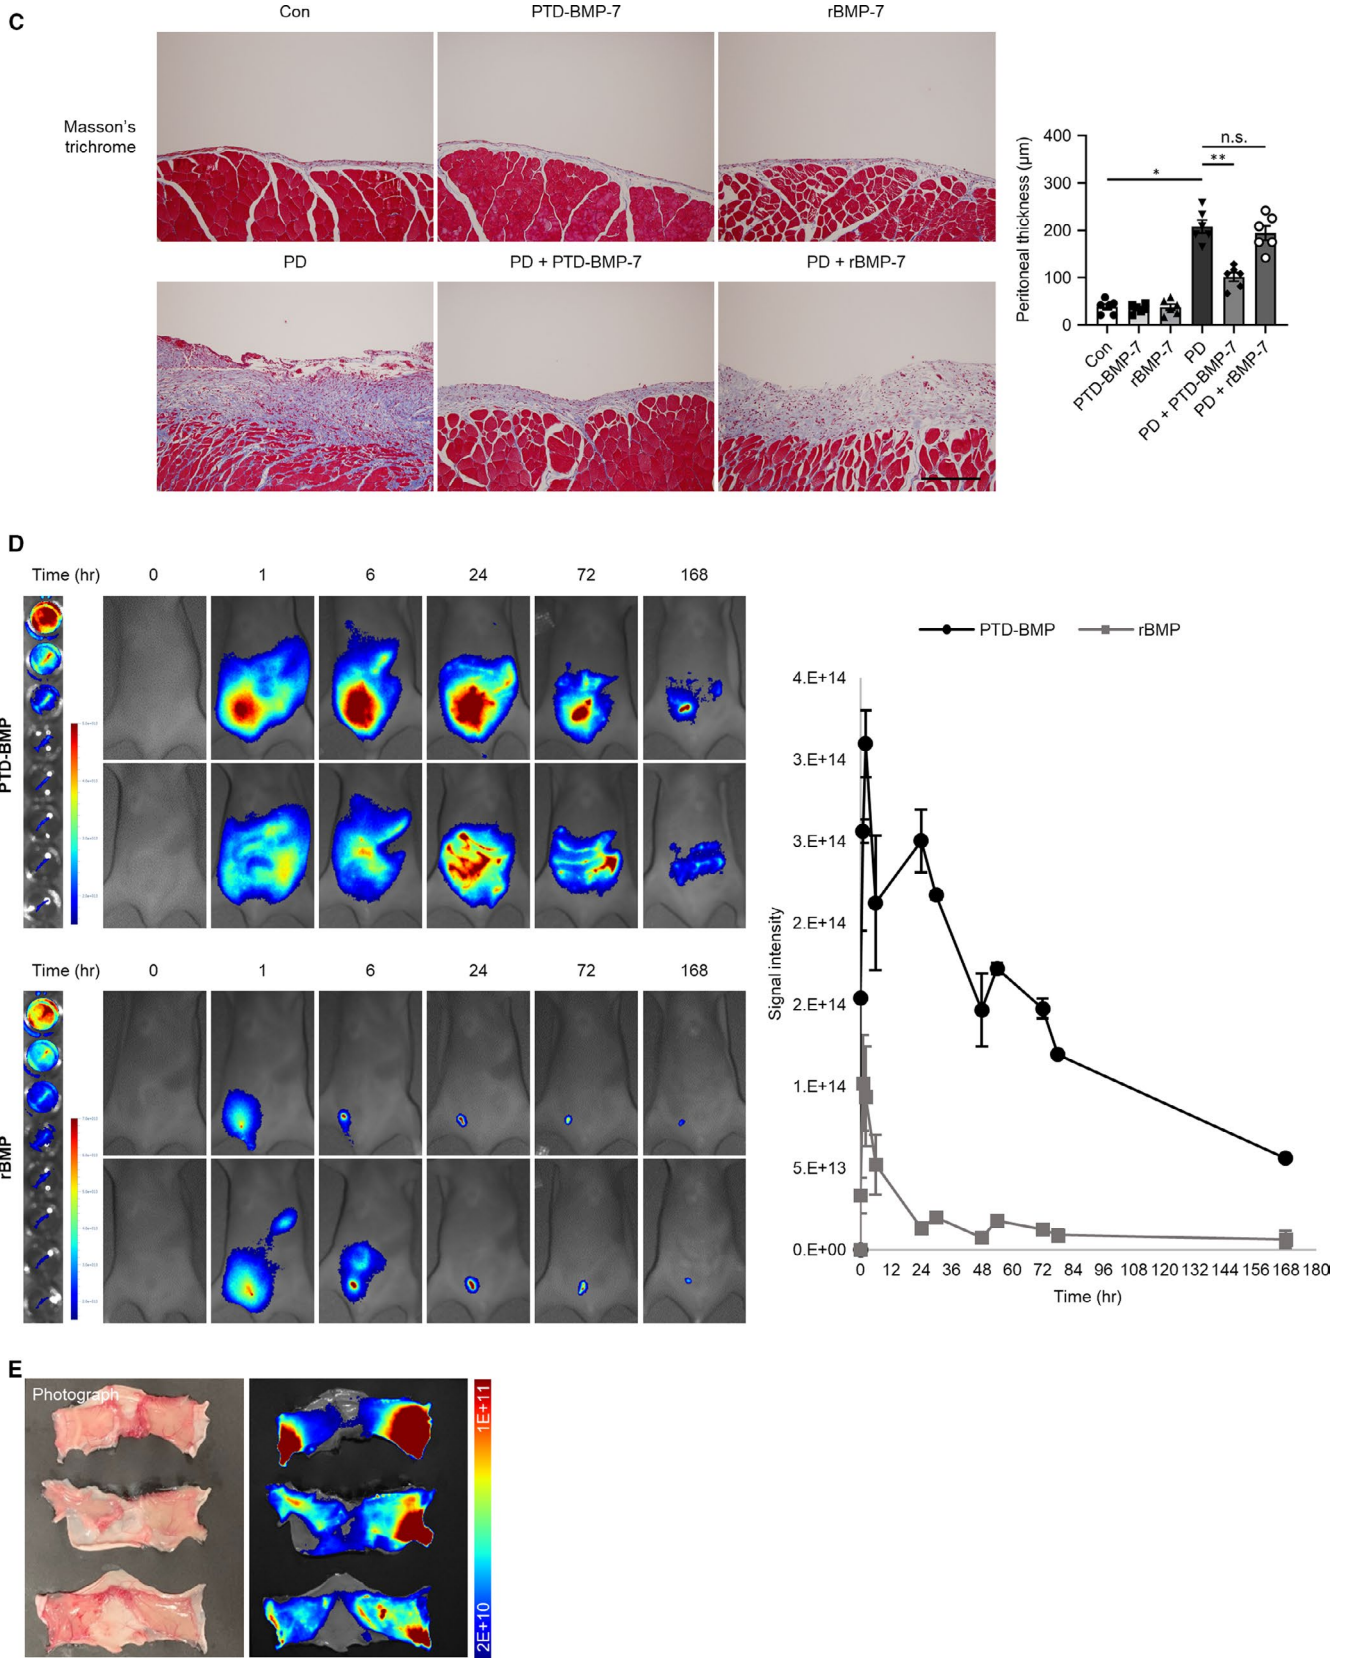 C
Con
PTD-BMP-7
rBMP-7
Masson's
trichrome
PD
PD + PTD-BMP-7
PD + rBMP-7
Peritoneal thickness (μm)
400
300
200
100
0
*
**
n.s.
Con
PTD-BMP-7
rBMP-7
PD
PD + PTD-BMP-7
PD + rBMP-7
D
Time (hr)
0
1
6
24
72
168
PTD-BMP
Time (hr)
0
1
6
24
72
168
rBMP
PTD-BMP
rBMP
Signal intensity
4.E+14
3.E+14
3.E+14
2.E+14
2.E+14
1.E+14
5.E+13
0.E+00
0 12 24 36 48 60 72 84 96 108 120 132 144 156 168 180
Time (hr)
E
Photograph
1E+11
2E+10